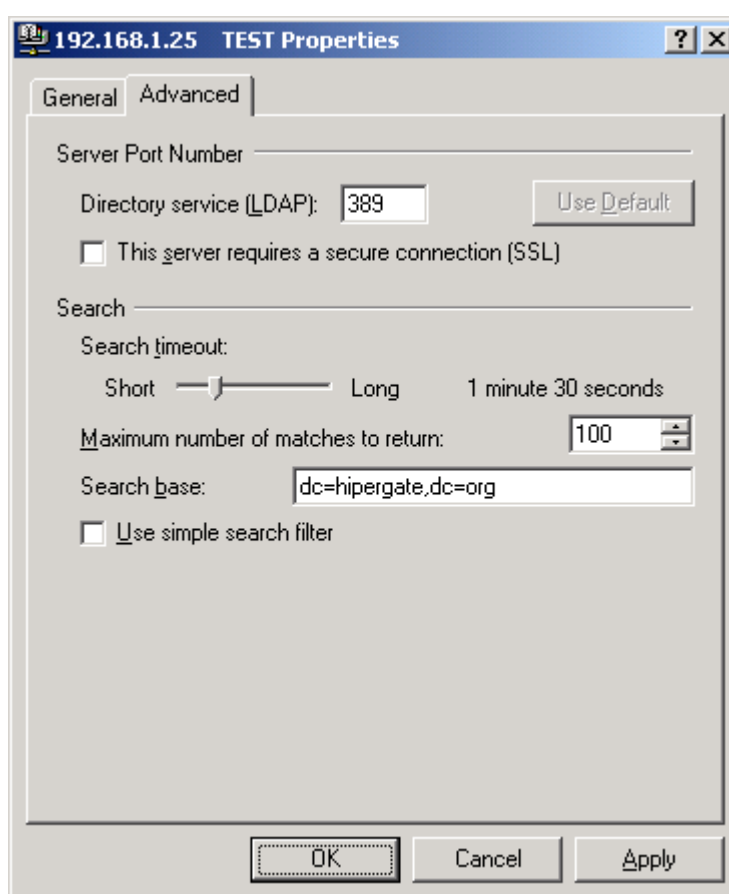 192.168.1.25 TEST Properties
General Advanced
Server Port Number
Directory service (LDAP): 389 Use Default
This server requires a secure connection (SSL)
Search
Search timeout:
Short Long 1 minute 30 seconds
Maximum number of matches to return: 100
Search base: dc=hipergate,dc=org
Use simple search filter
OK Cancel Apply